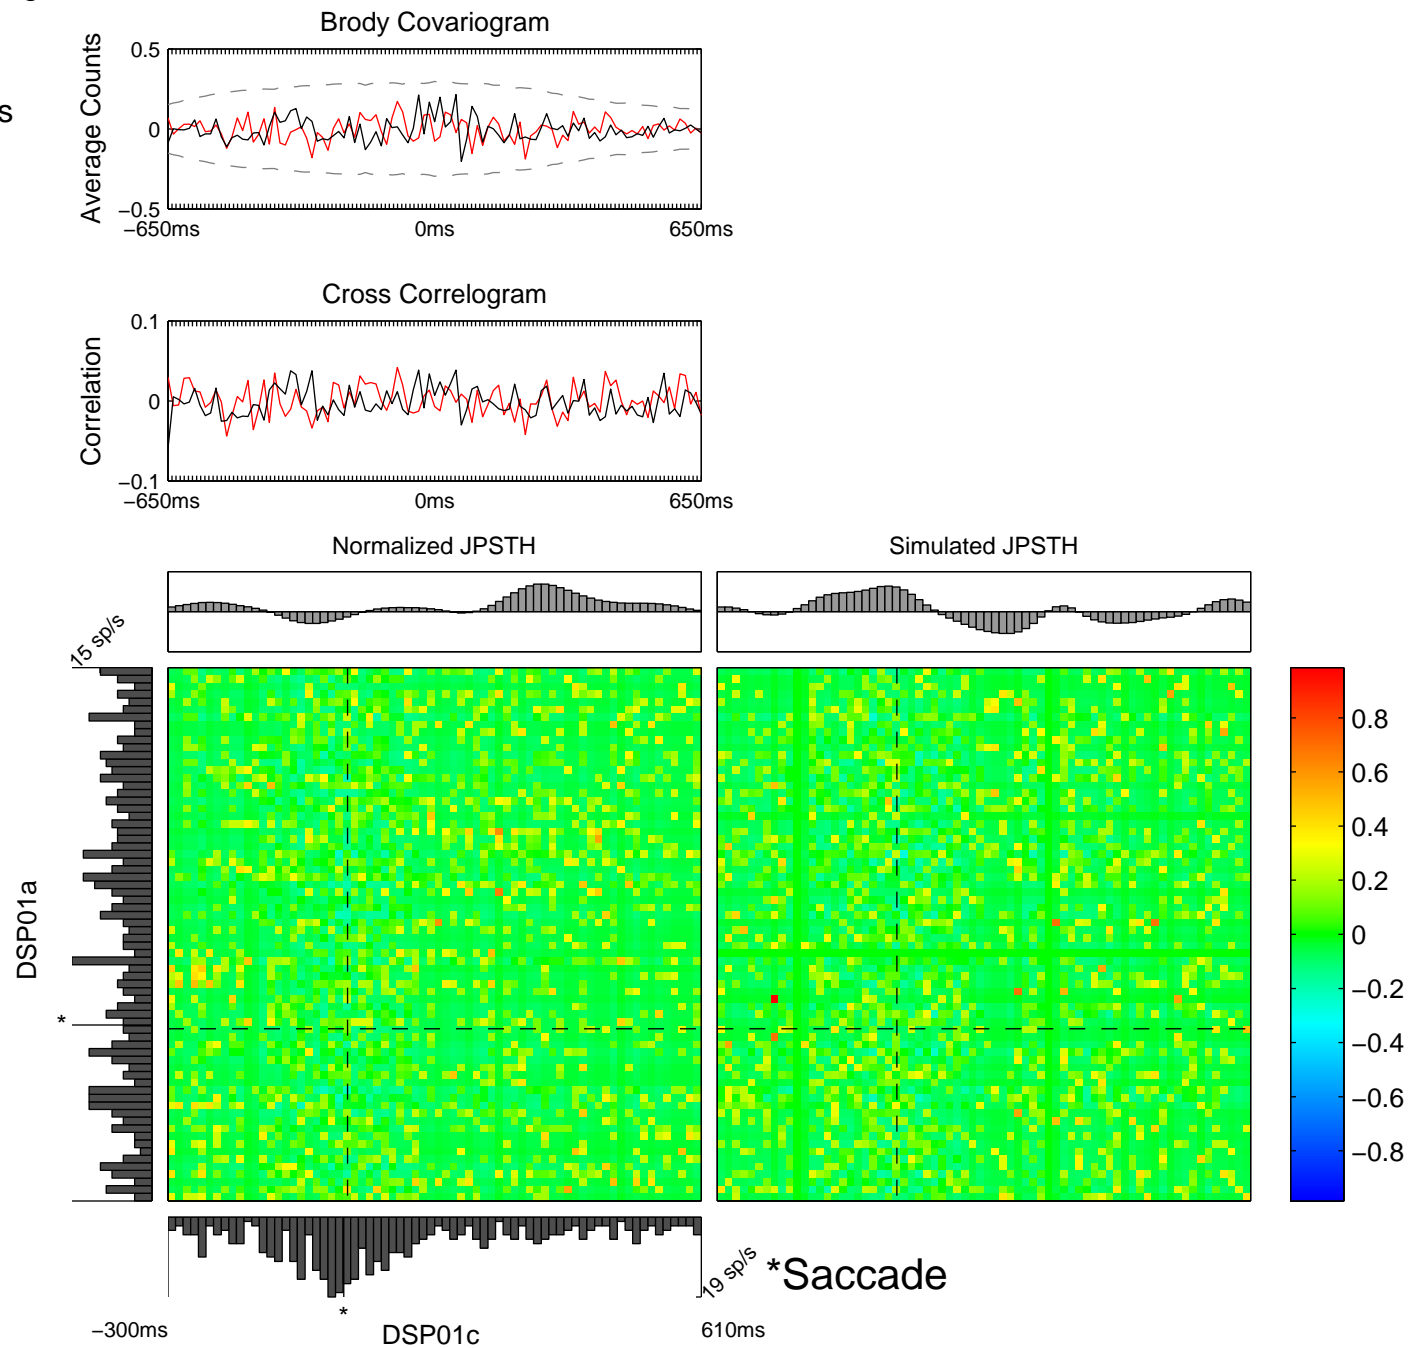 Brody Covariogram
Average Counts
0.5
0
−0.5
−650ms
0ms
650ms
s
Cross Correlogram
Correlation
0.1
0
−0.1
−650ms
0ms
650ms
Normalized JPSTH
Simulated JPSTH
15 sp/s
DSP01a
*
0.8
0.6
0.4
0.2
0
−0.2
−0.4
−0.6
−0.8
19 sp/s
*Saccade
*
−300ms
DSP01c
610ms